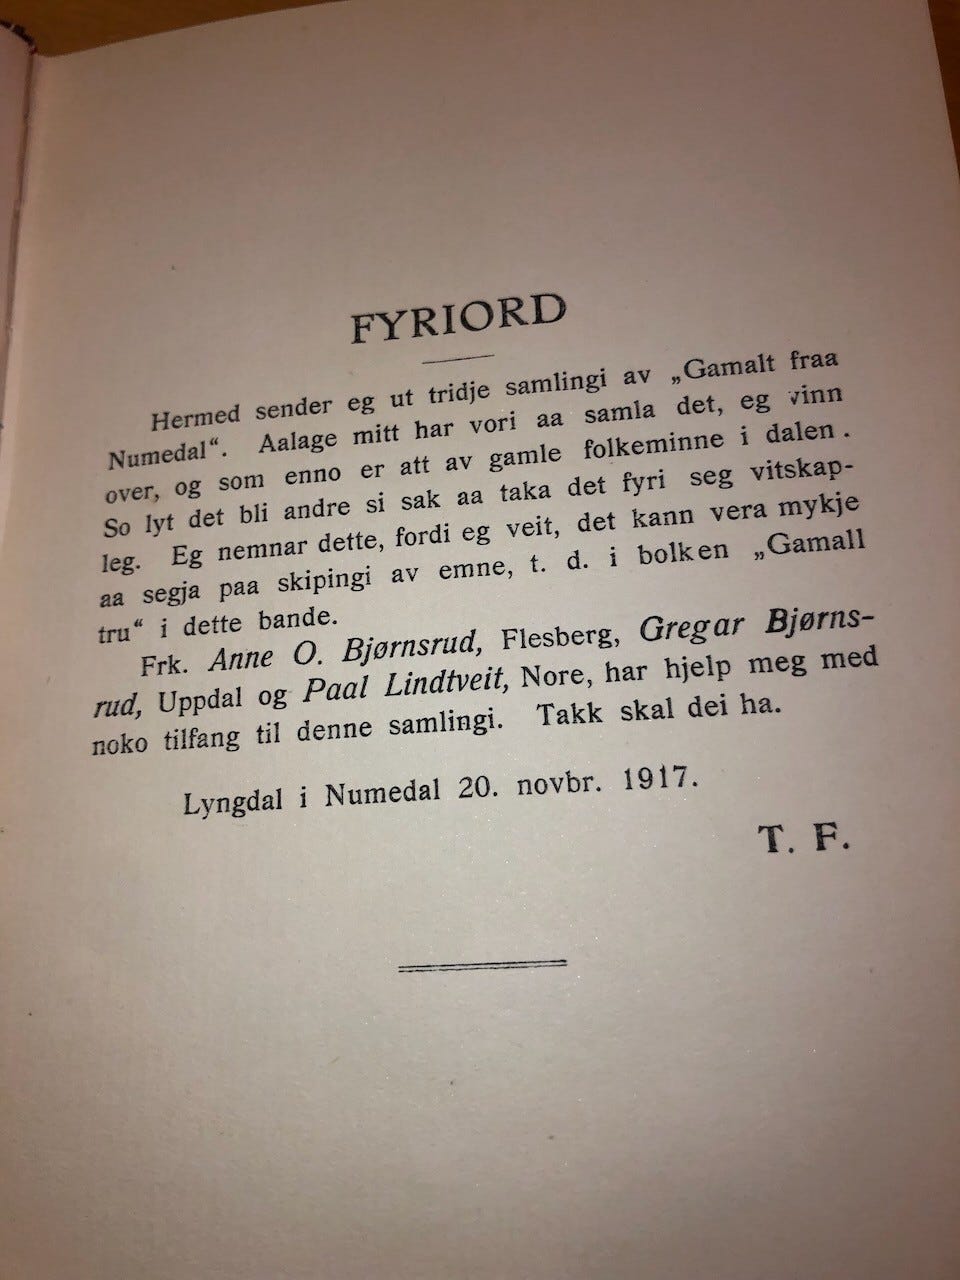 FYRIORD
Hermed sender eg ut tridje samlingi av „Gamalt fraa
Numedal“. Aalage mitt har vori aa samla det, eg vinn
over, og som enno er att av gamle folkeminne i dalen.
So lyt det bli andre si sak aa taka det fyri seg vitskap-
leg. Eg nemnar dette, fordi eg veit, det kann vera mykje
aa segja paa skipingi av emne, t. d. i bolken „Gamall
tru“ i dette bande.
Frk. Anne O. Bjørnsrud, Flesberg, Gregar Bjørns-
rud, Uppdal og Paal Lindtveit, Nore, har hjelp meg med
noko tilfang til denne samlingi. Takk skal dei ha.
Lyngdal i Numedal 20. novbr. 1917.
T. F.